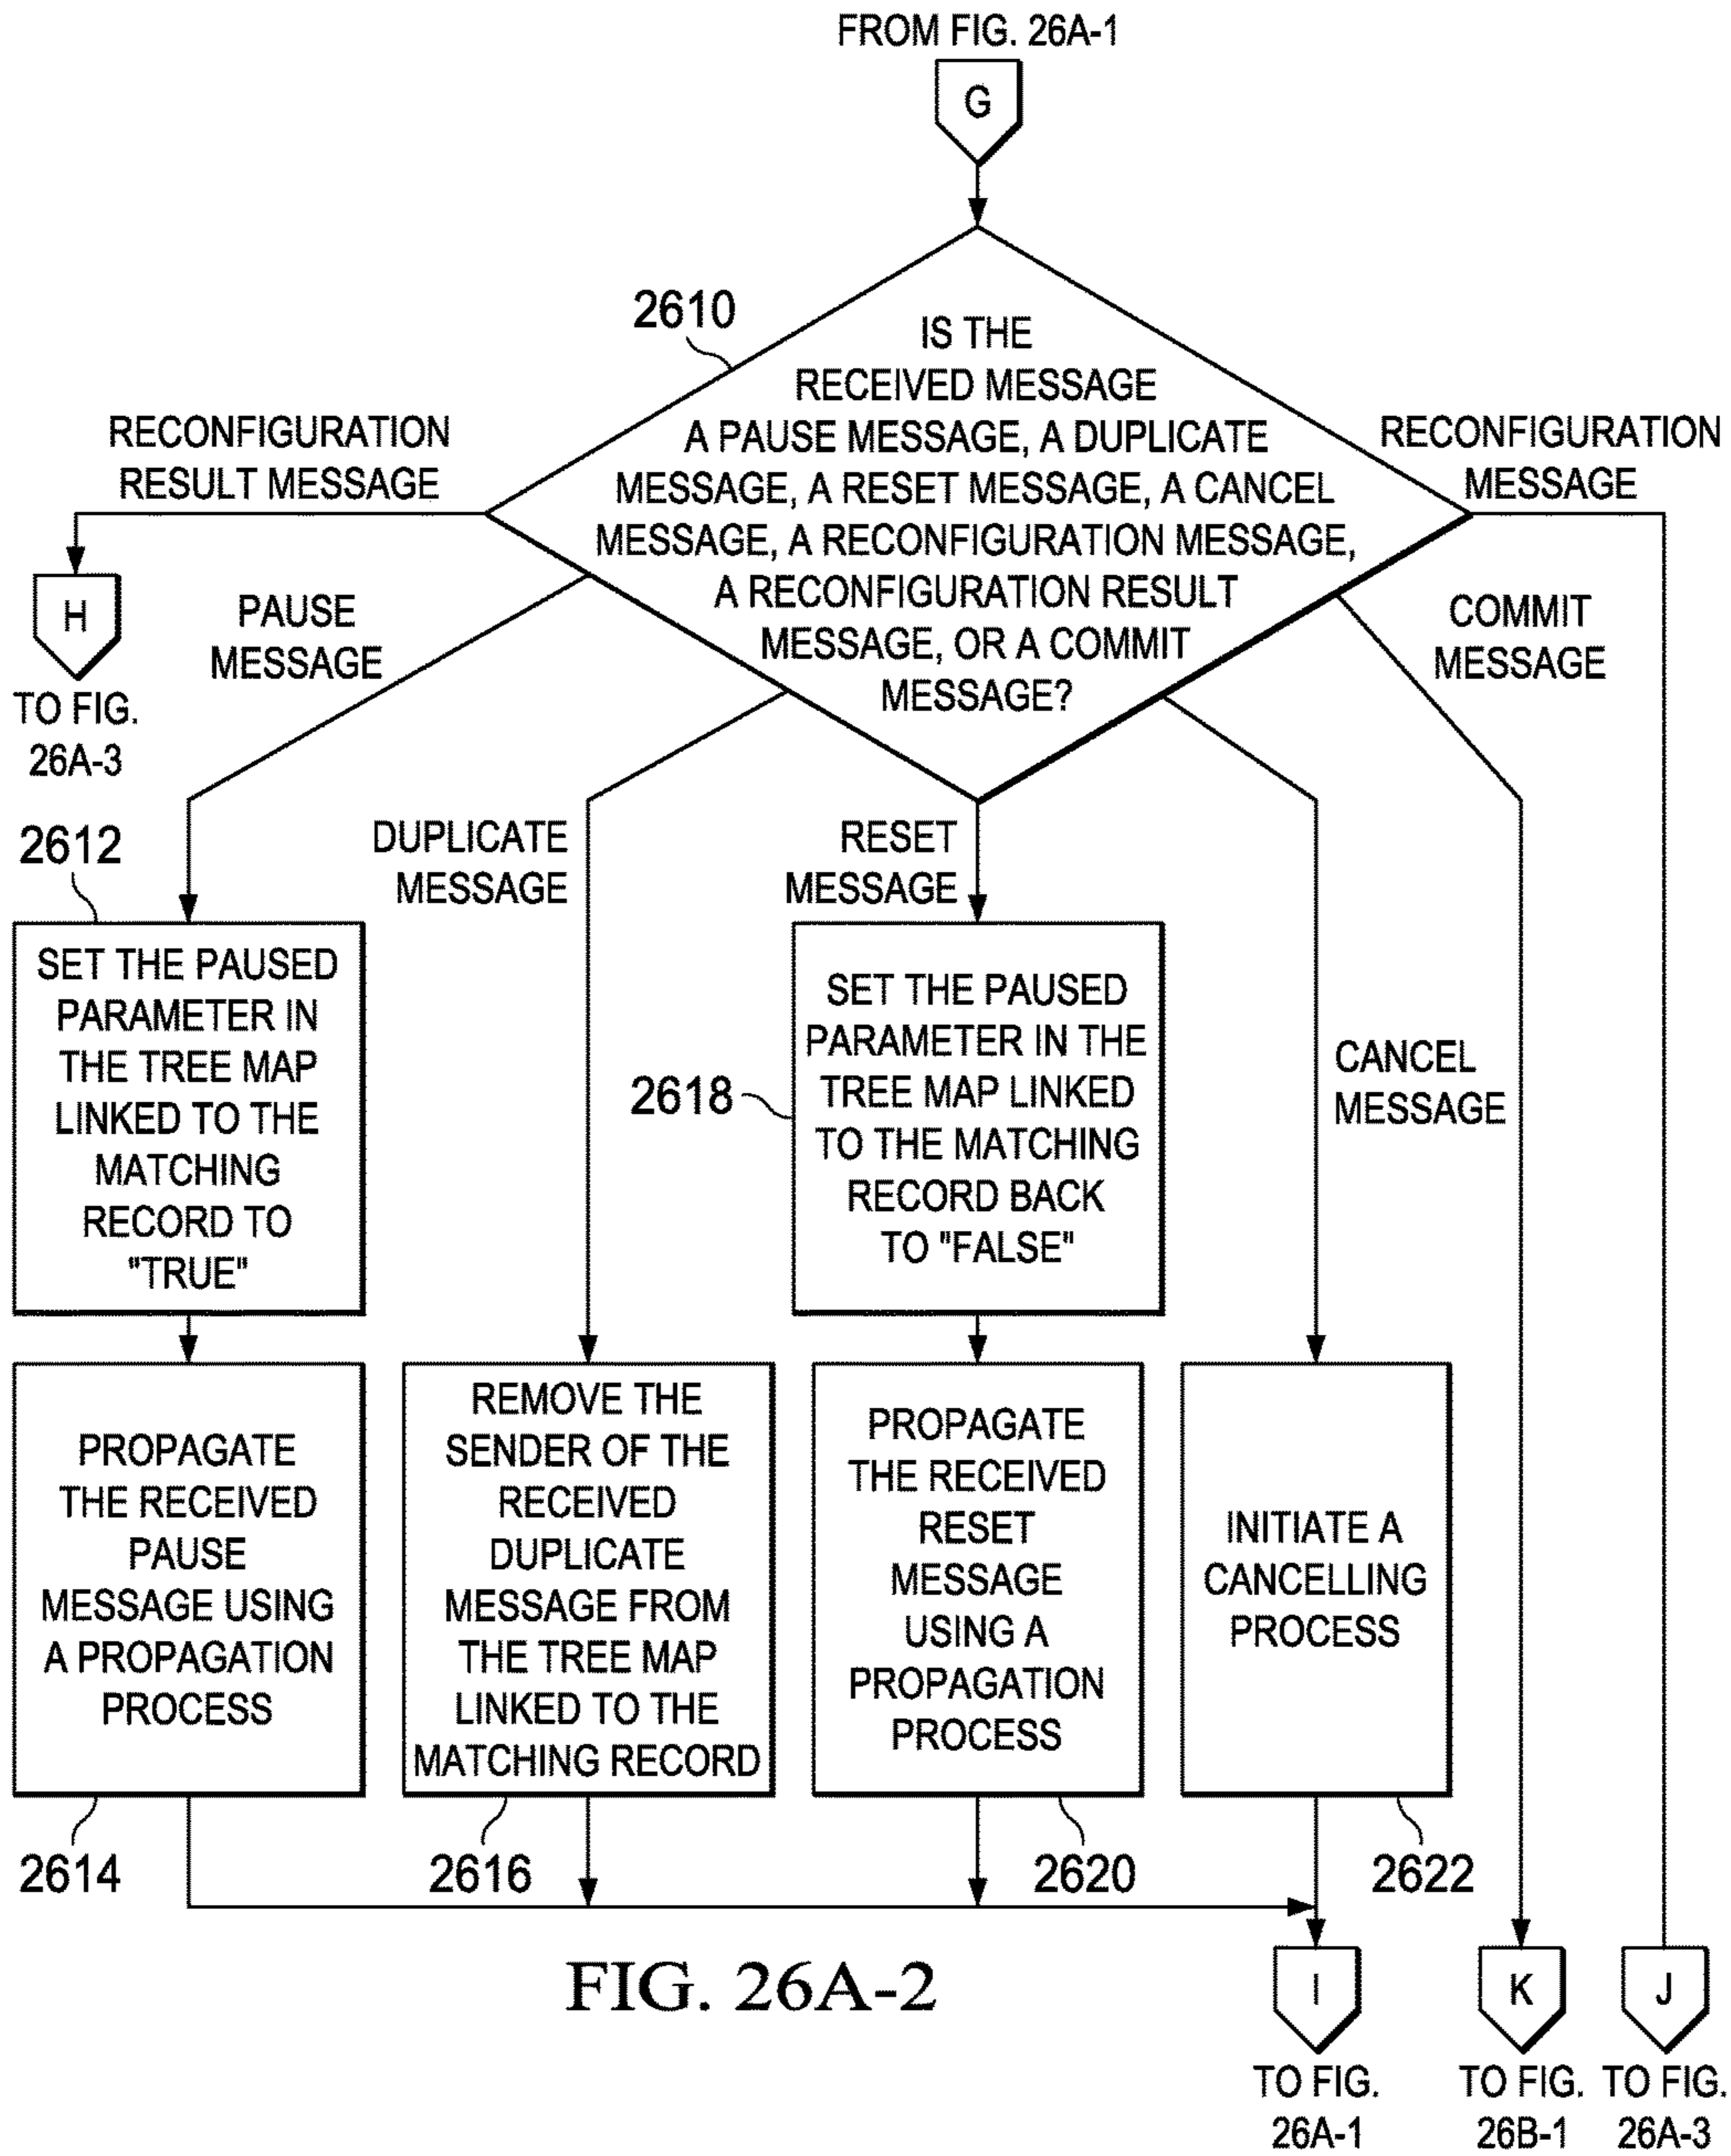 FROM FIG. 26A-1
G
2610
IS THE
RECEIVED MESSAGE
A PAUSE MESSAGE, A DUPLICATE
MESSAGE, A RESET MESSAGE, A CANCEL
MESSAGE, A RECONFIGURATION MESSAGE,
A RECONFIGURATION RESULT
MESSAGE, OR A COMMIT
MESSAGE?
RECONFIGURATION
RESULT MESSAGE
H
TO FIG.
26A-3
RECONFIGURATION
MESSAGE
PAUSE
MESSAGE
COMMIT
MESSAGE
DUPLICATE
MESSAGE
RESET
MESSAGE
CANCEL
MESSAGE
2612
SET THE PAUSED
PARAMETER IN
THE TREE MAP
LINKED TO THE
MATCHING
RECORD TO
"TRUE"
2618
SET THE PAUSED
PARAMETER IN THE
TREE MAP LINKED
TO THE MATCHING
RECORD BACK
TO "FALSE"
PROPAGATE
THE RECEIVED
PAUSE
MESSAGE USING
A PROPAGATION
PROCESS
2614
REMOVE THE
SENDER OF THE
RECEIVED
DUPLICATE
MESSAGE FROM
THE TREE MAP
LINKED TO THE
MATCHING RECORD
2616
PROPAGATE
THE RECEIVED
RESET
MESSAGE
USING A
PROPAGATION
PROCESS
2620
INITIATE A
CANCELLING
PROCESS
2622
I
TO FIG.
26A-1
K
TO FIG.
26B-1
J
TO FIG.
26A-3
FIG. 26A-2